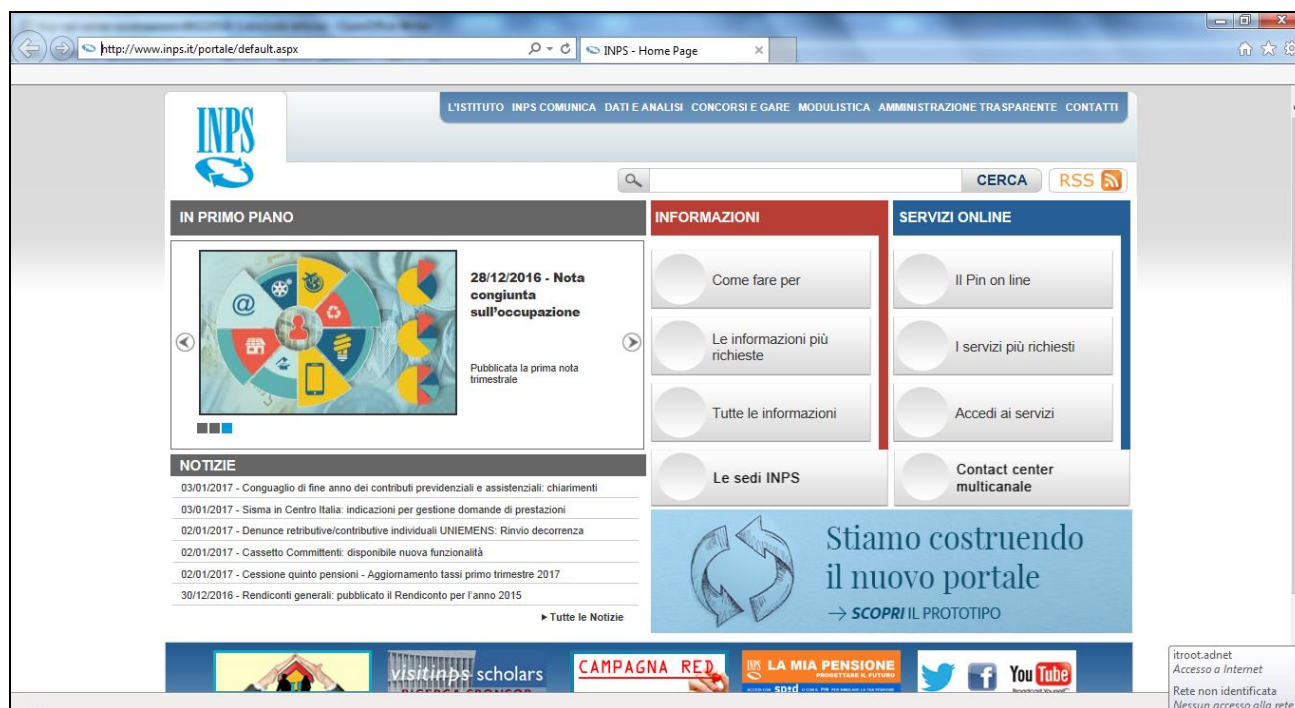 http://www.inps.it/portale/default.aspx
INPS - Home Page
L'ISTITUTO INPS COMUNICA DATI E ANALISI CONCORSI E GARE MODULISTICA AMMINISTRAZIONE TRASPARENTE CONTATTI
INPS
CERCA
RSS
IN PRIMO PIANO
28/12/2016 - Nota
congiunta
sull'occupazione
Pubblicata la prima nota
trimestrale
@
NOTIZIE
03/01/2017 - Conguaglio di fine anno dei contributi previdenziali e assistenziali: chiarimenti
03/01/2017 - Sisma in Centro Italia: indicazioni per gestione domande di prestazioni
02/01/2017 - Denunce retributive/contributive individuali UNIEMENS: Rinvio decorrenza
02/01/2017 - Cassetto Committenti: disponibile nuova funzionalità
02/01/2017 - Cessione quinto pensioni - Aggiornamento tassi primo trimestre 2017
30/12/2016 - Rendiconti generali: pubblicato il Rendiconto per l'anno 2015
Tutte le Notizie
INFORMAZIONI
Come fare per
Le informazioni più
richieste
Tutte le informazioni
Le sedi INPS
SERVIZI ONLINE
Il Pin on line
I servizi più richiesti
Accedi ai servizi
Contact center
multicanale
Stiamo costruendo
il nuovo portale
→ SCOPRI IL PROTOTIPO
visitinps scholars
CAMPAGNA RED
INPS LA MIA PENSIONE
PROGETTARE IL FUTURO
You Tube
itroot.adnet
Accesso a Internet
Rete non identificata
Nessun accesso alla rete